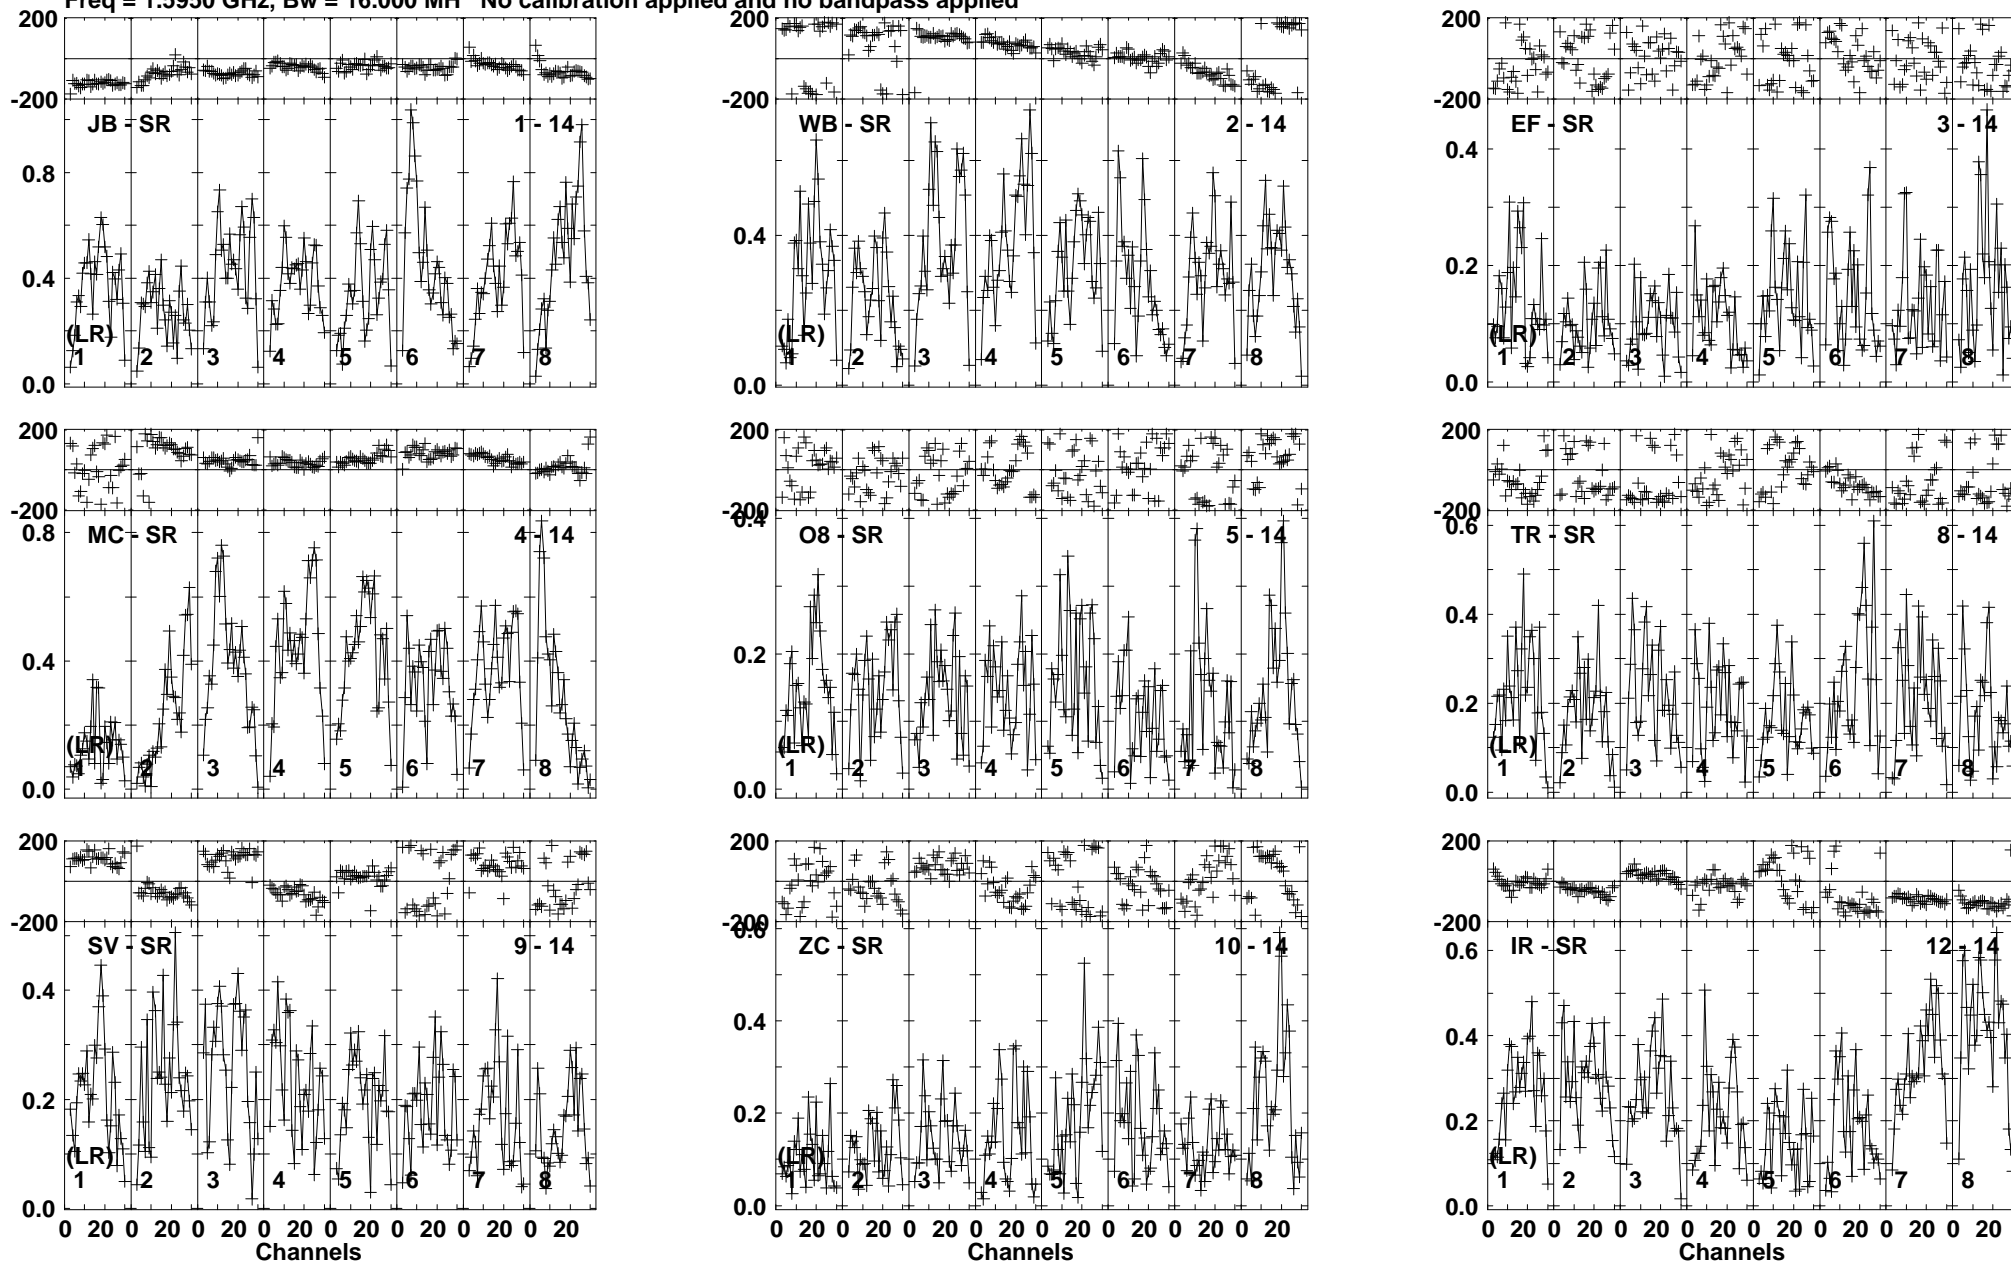 Freq = 1.5950 GHz, Bw = 16.000 MH No calibration applied and no bandpass applied
200 200 200
-200 -200 -200
JB - SR 1 - 14 WB - SR 2 - 14 EF - SR 3 - 14
0.8 0.4 0.4
0.4 0.2
(LR) (LR) (LR)
1 2 3 4 5 6 7 8 1 2 3 4 5 6 7 8 1 2 3 4 5 6 7 8
0.0 0.0 0.0
200 200 200
-200 -200 -200
0.4 0.6
MC - SR 4 - 14 O8 - SR 5 - 14 TR - SR 8 - 14
0.8 0.4
0.4 0.2 0.2
(LR) (LR) (LR)
1 2 3 4 5 6 7 8 1 2 3 4 5 6 7 8 1 2 3 4 5 6 7 8
0.0 0.0 0.0
200 200 200
-200 -200 -200
0.6
SV - SR 9 - 14 ZC - SR 10 - 14 IR - SR 12 - 14
0.6
0.4 0.4 0.4
0.2 0.2 0.2
(LR) (LR) (LR)
1 2 3 4 5 6 7 8 1 2 3 4 5 6 7 8 1 2 3 4 5 6 7 8
0.0 0.0 0.0
0 20 0 20 0 20 0 20 0 20 0 20 0 20 0 20 0 20 0 20 0 20 0 20 0 20 0 20 0 20 0 20 0 20 0 20 0 20 0 20 0 20 0 20 0 20 0 20
Channels Channels Channels